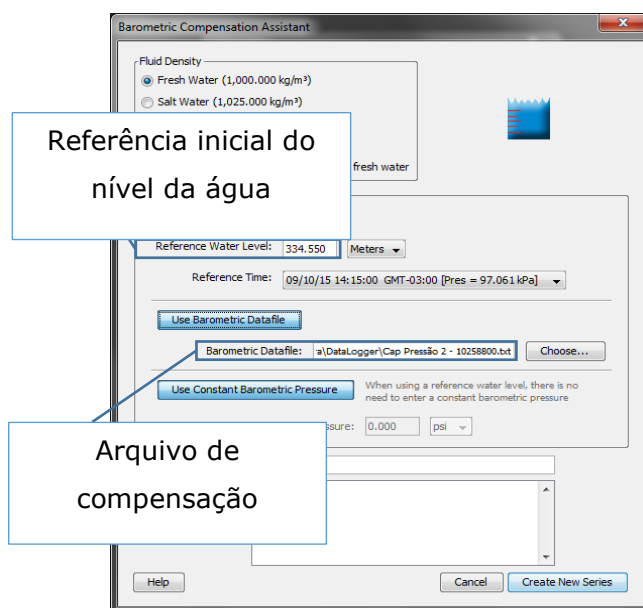 Barometric Compensation Assistant
Fluid Density
Fresh Water (1,000.000 kg/m³)
Salt Water (1,025.000 kg/m³)
Referência inicial do
nível da água
fresh water
Reference Water Level: 334.550 Meters
Reference Time: 09/10/15 14:15:00 GMT-03:00 [Pres = 97.061 kPa]
Use Barometric Datafile
Barometric Datafile: a\DataLogger\Cap Pressão 2 - 10258800.txt Choose...
Use Constant Barometric Pressure
When using a reference water level, there is no
need to enter a constant barometric pressure
0.000 psi
Arquivo de
compensação
Help Cancel Create New Series